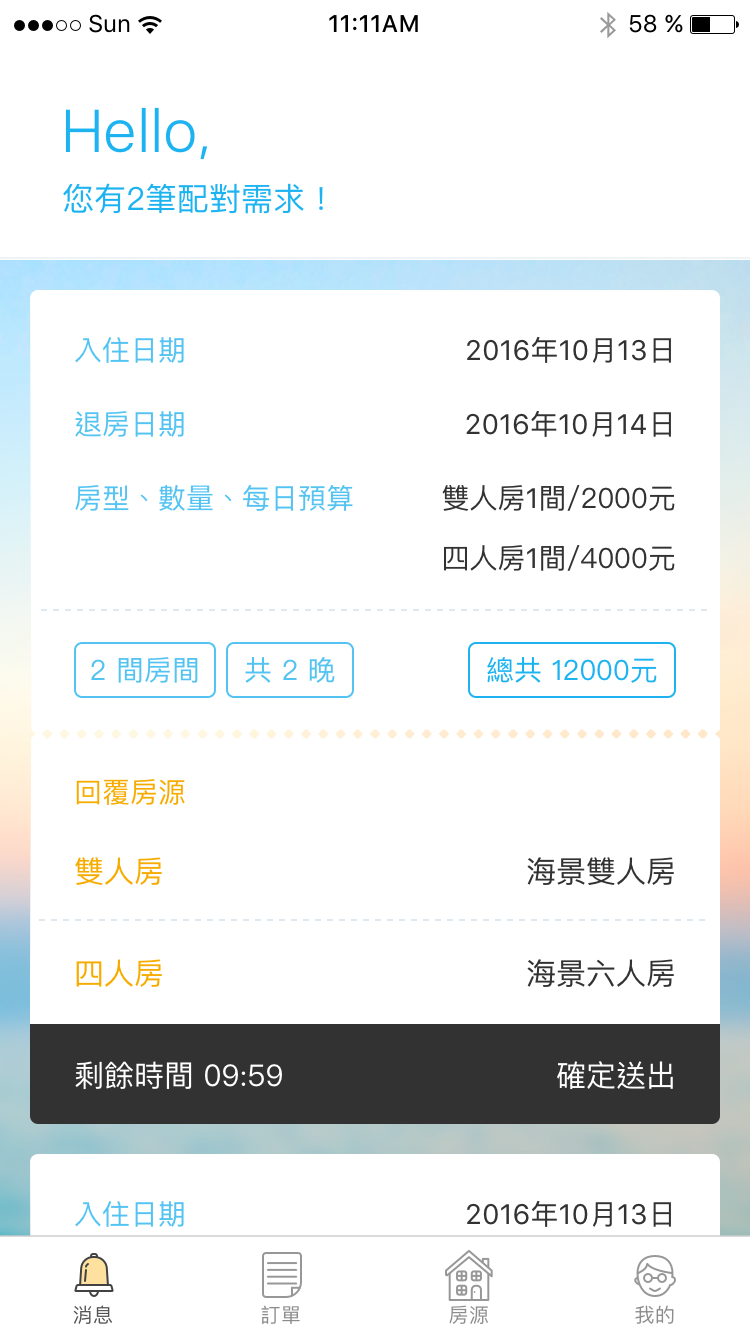 Sun 11:11AM 58 %
Hello,
您有2筆配對需求！
入住日期 2016年10月13日
退房日期 2016年10月14日
房型、數量、每日預算 雙人房1間/2000元
四人房1間/4000元
2 間房間 共 2 晚 總共 12000元
回覆房源
雙人房 海景雙人房
四人房 海景六人房
剩餘時間 09:59 確定送出
入住日期 2016年10月13日
消息 訂單 房源 我的